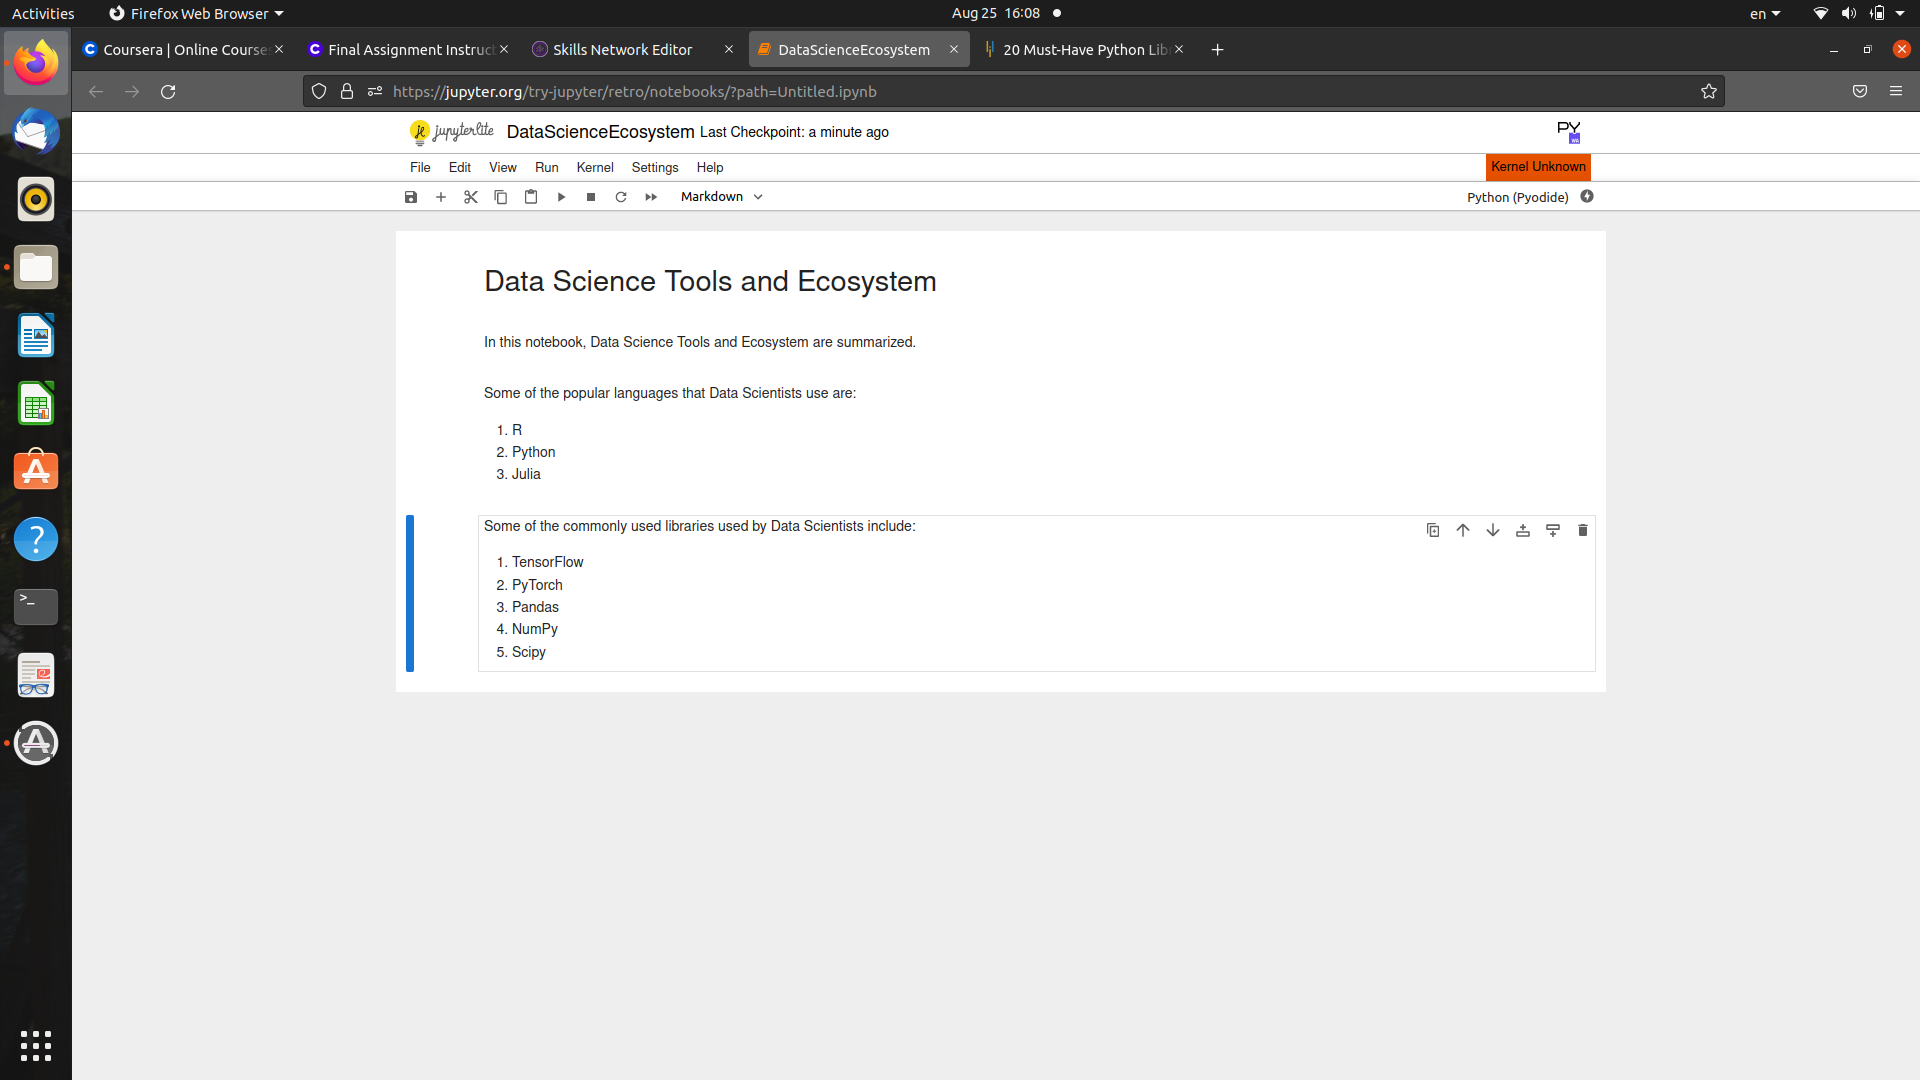 Activities Firefox Web Browser Aug 25 16:08 en
Coursera | Online Course Final Assignment Instruct Skills Network Editor DataScienceEcosystem 20 Must-Have Python Lib
https://jupyter.org/try-jupyter/retro/notebooks/?path=Untitled.ipynb
jupyterlite DataScienceEcosystem Last Checkpoint: a minute ago PY
File Edit View Run Kernel Settings Help Kernel Unknown
Markdown Python (Pyodide)
Data Science Tools and Ecosystem
In this notebook, Data Science Tools and Ecosystem are summarized.
Some of the popular languages that Data Scientists use are:
1. R
2. Python
3. Julia
Some of the commonly used libraries used by Data Scientists include:
1. TensorFlow
2. PyTorch
3. Pandas
4. NumPy
5. Scipy